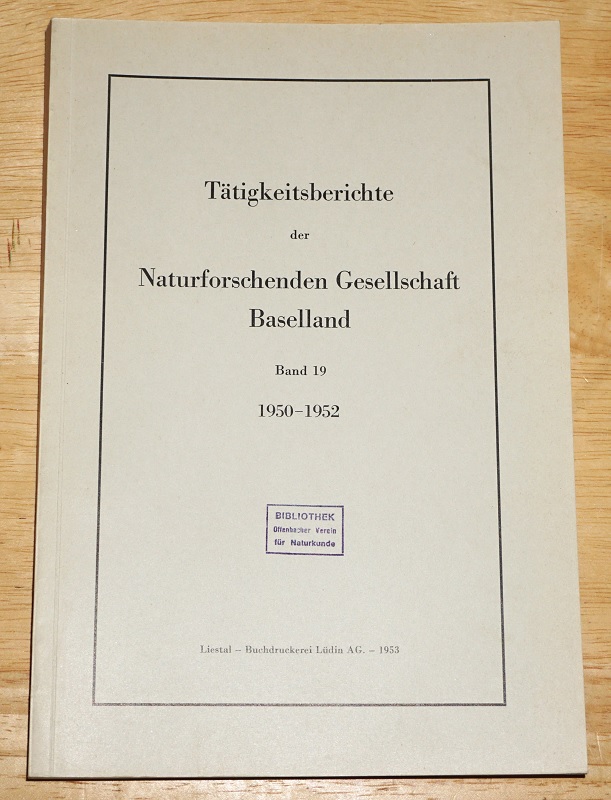 Tätigkeitsberichte
der
Naturforschenden Gesellschaft
Baselland
Band 19
1950–1952
BIBLIOTHEK
Offenbacher Verein
für Naturkunde
Liestal – Buchdruckerei Lüdin AG. – 1953